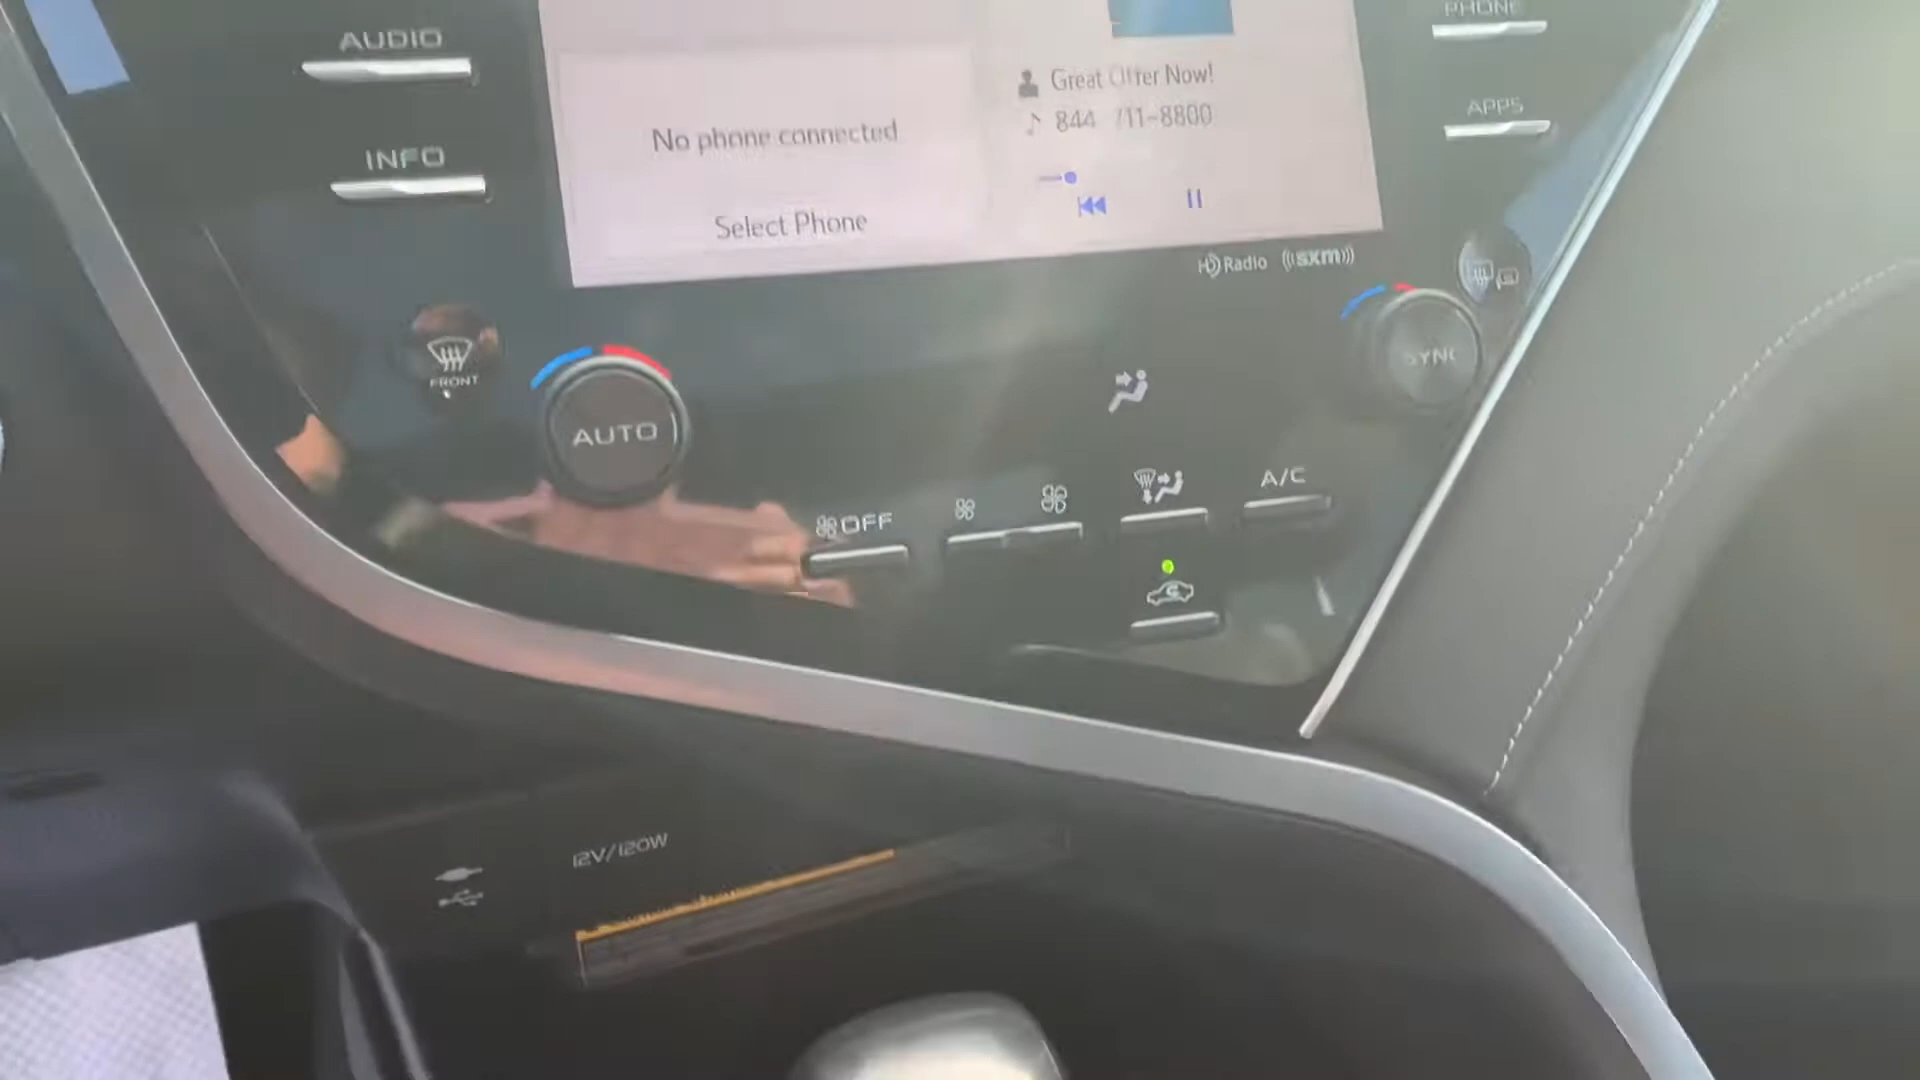 AUDIO
PHONE
INFO
APPS
No phone connected
Select Phone
Great Offer Now!
844 711-8800
HD Radio
((sxm))
FRONT
AUTO
SYNC
OFF
A/C
12V/120W